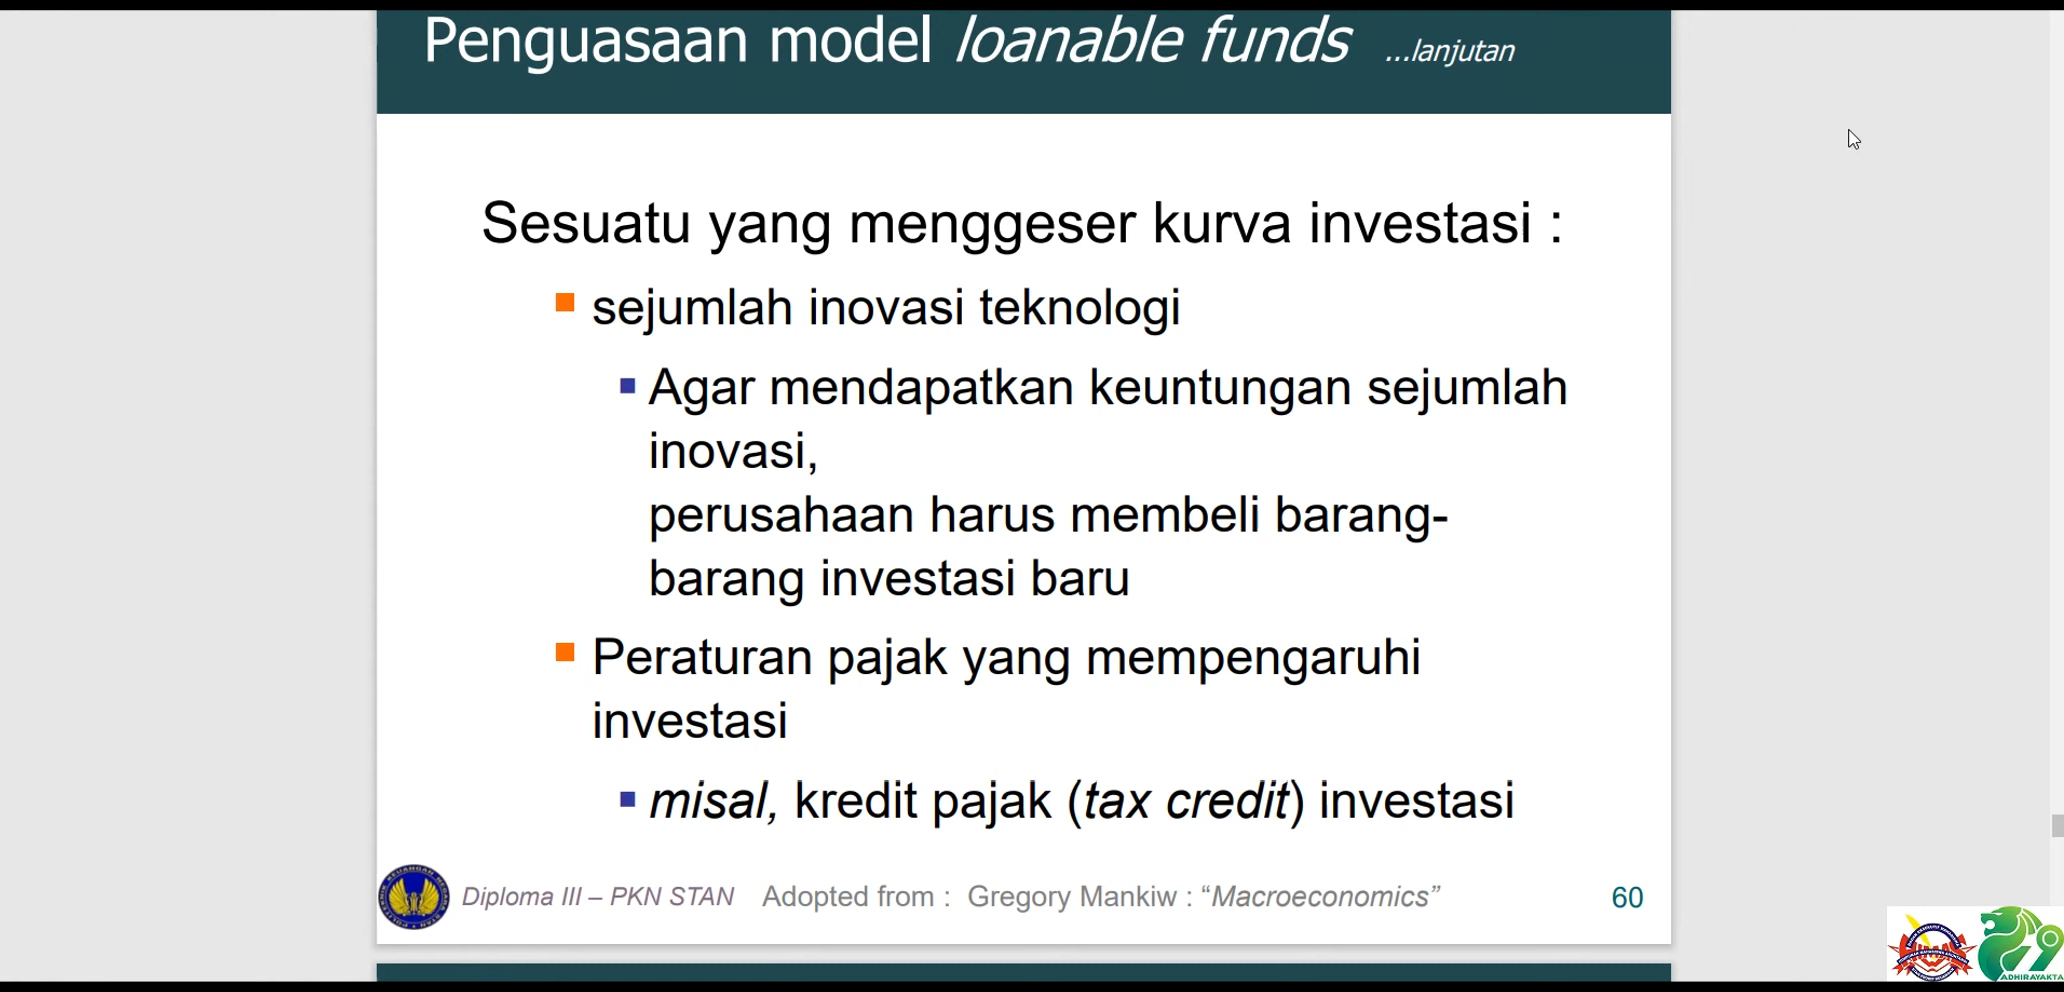 Penguasaan model loanable funds ...lanjutan
Sesuatu yang menggeser kurva investasi :
sejumlah inovasi teknologi
Agar mendapatkan keuntungan sejumlah
inovasi,
perusahaan harus membeli barang-
barang investasi baru
Peraturan pajak yang mempengaruhi
investasi
misal, kredit pajak (tax credit) investasi
Diploma III – PKN STAN Adopted from : Gregory Mankiw : “Macroeconomics” 60
ADHIRAYAKTA